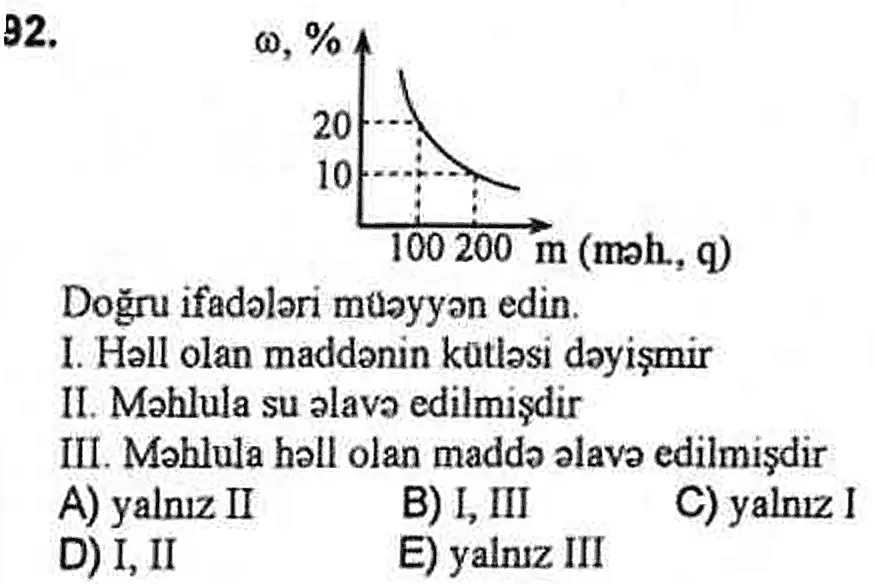 92.
ω, %
20
10
100 200 m (məh., q)
Doğru ifadələri müəyyən edin.
I. Həll olan maddənin kütləsi dəyişmir
II. Məhlula su əlavə edilmişdir
III. Məhlula həll olan maddə əlavə edilmişdir
A) yalnız II B) I, III C) yalnız I
D) I, II E) yalnız III